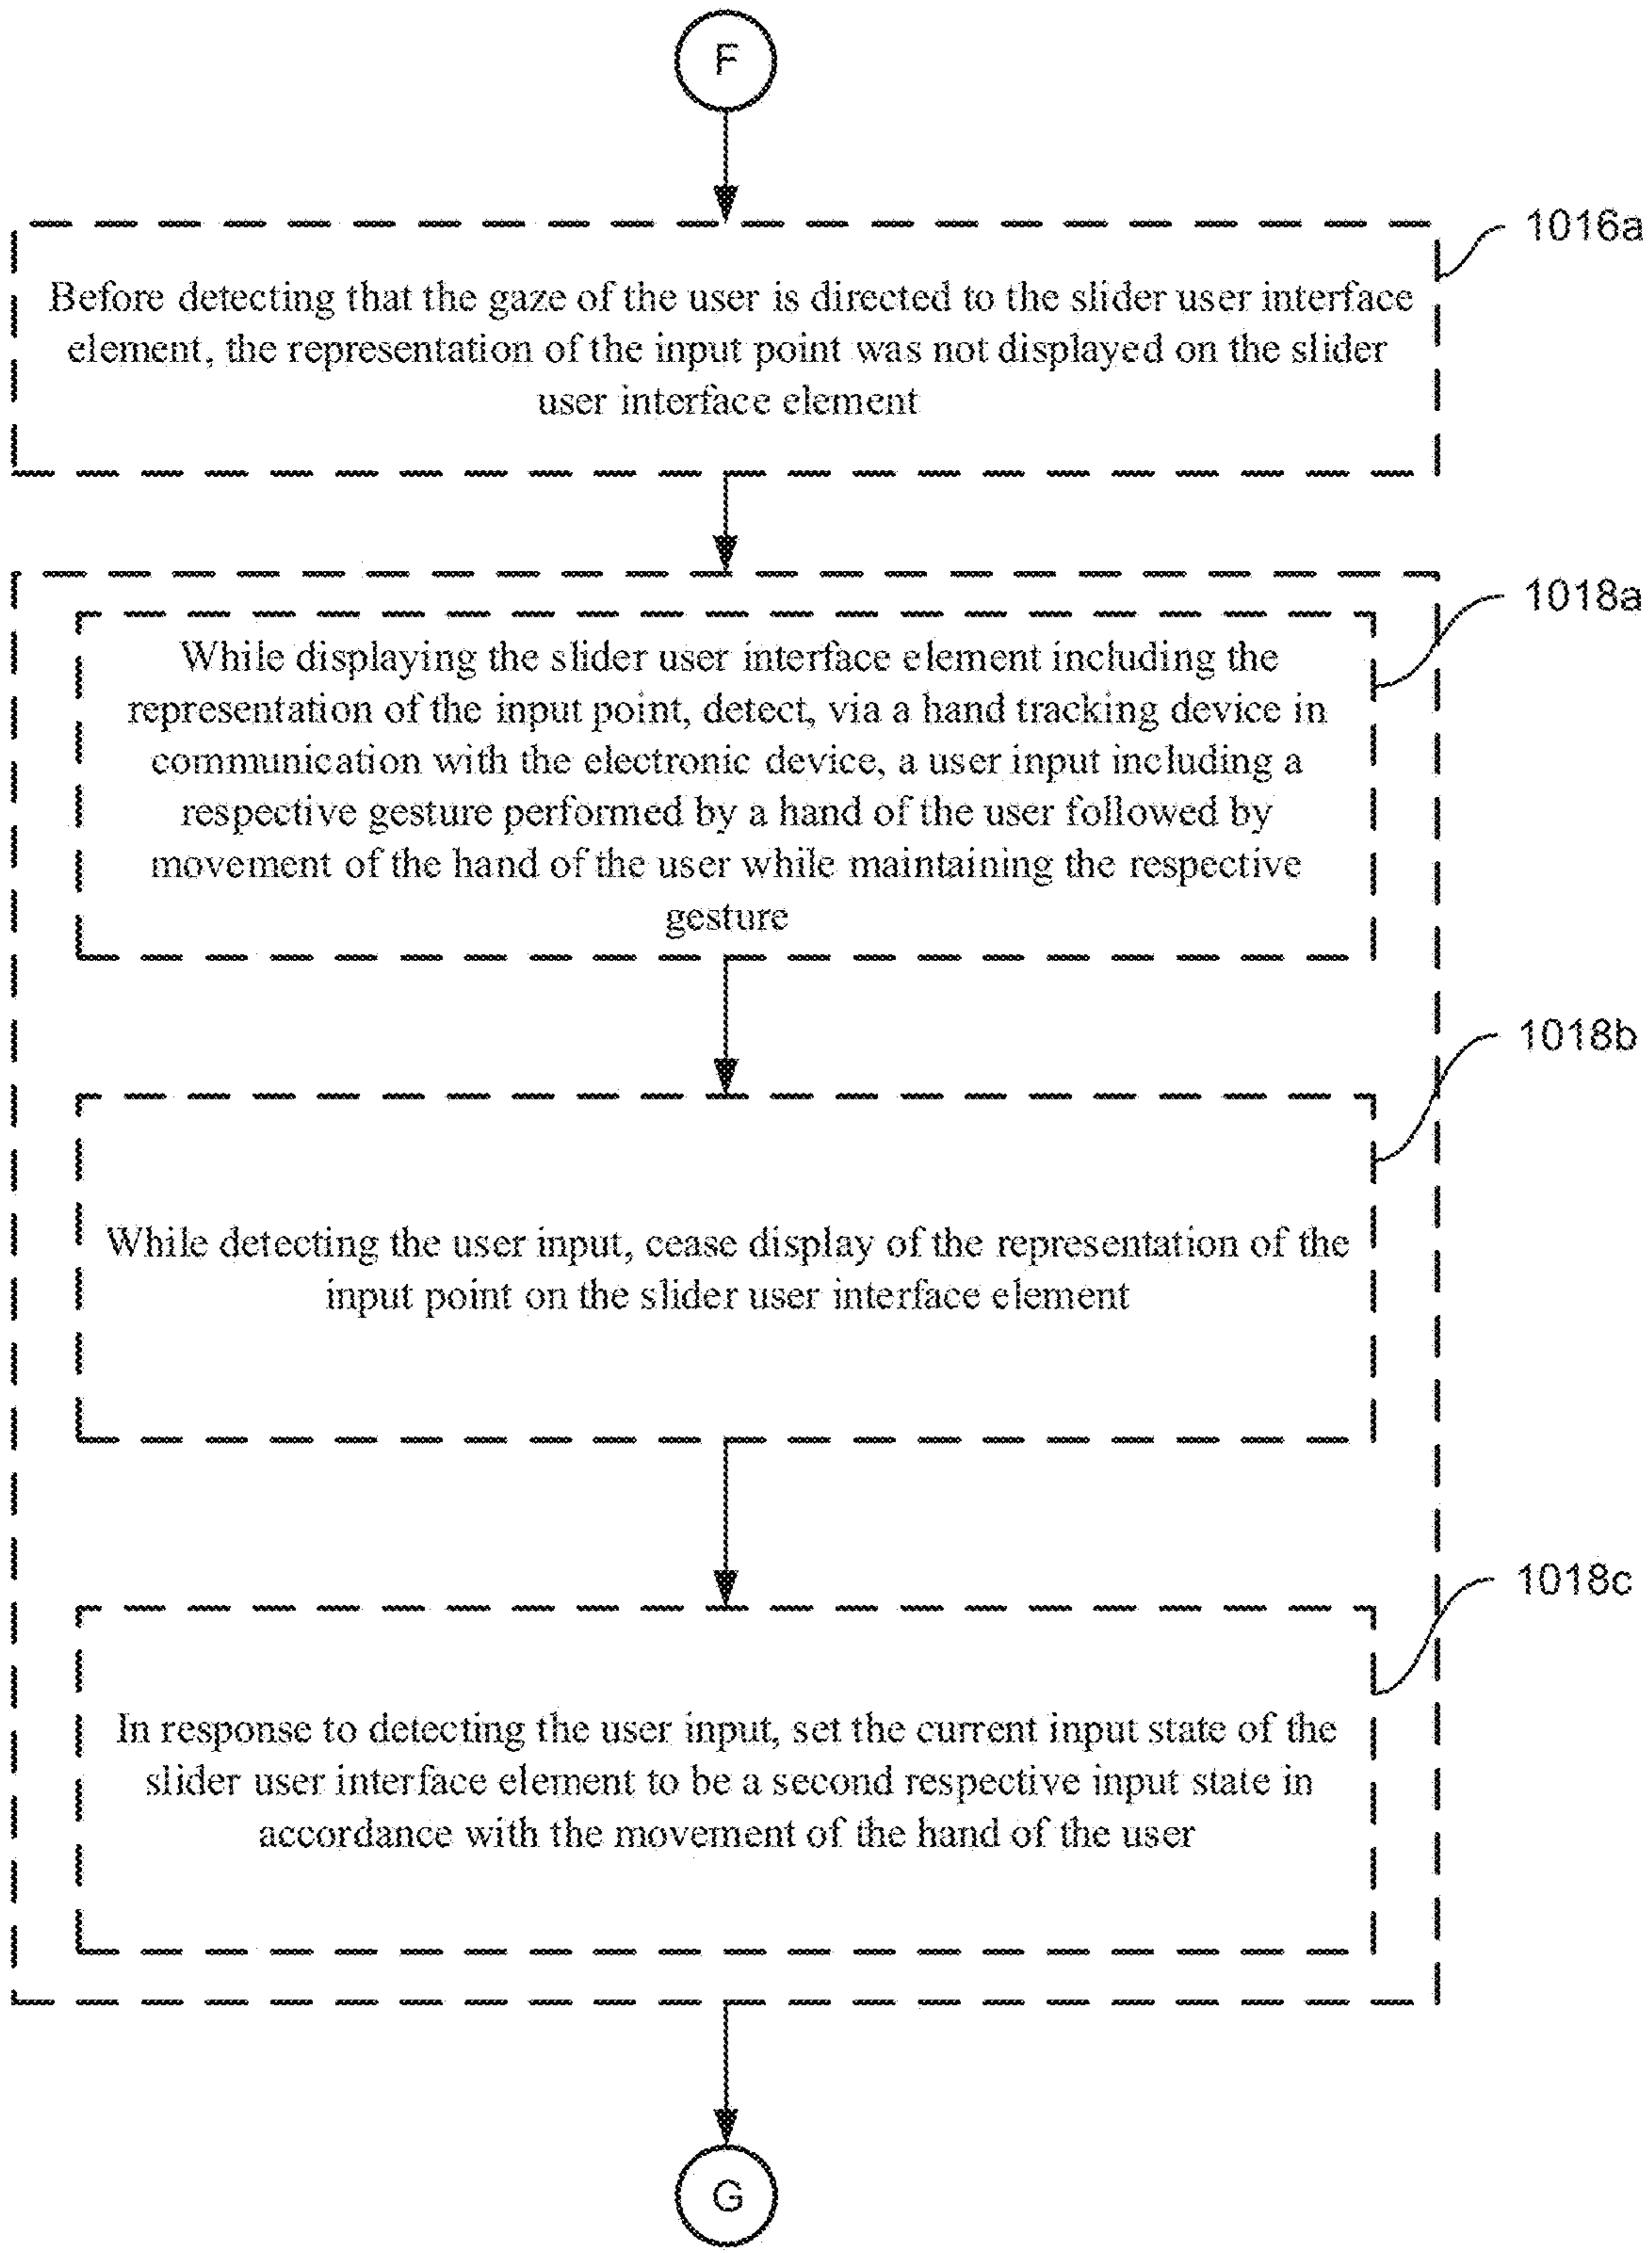 F
1016a
Before detecting that the gaze of the user is directed to the slider user interface
element, the representation of the input point was not displayed on the slider
user interface element
1018a
While displaying the slider user interface element including the
representation of the input point, detect, via a hand tracking device in
communication with the electronic device, a user input including a
respective gesture performed by a hand of the user followed by
movement of the hand of the user while maintaining the respective
gesture
1018b
While detecting the user input, cease display of the representation of the
input point on the slider user interface element
1018c
In response to detecting the user input, set the current input state of the
slider user interface element to be a second respective input state in
accordance with the movement of the hand of the user
G